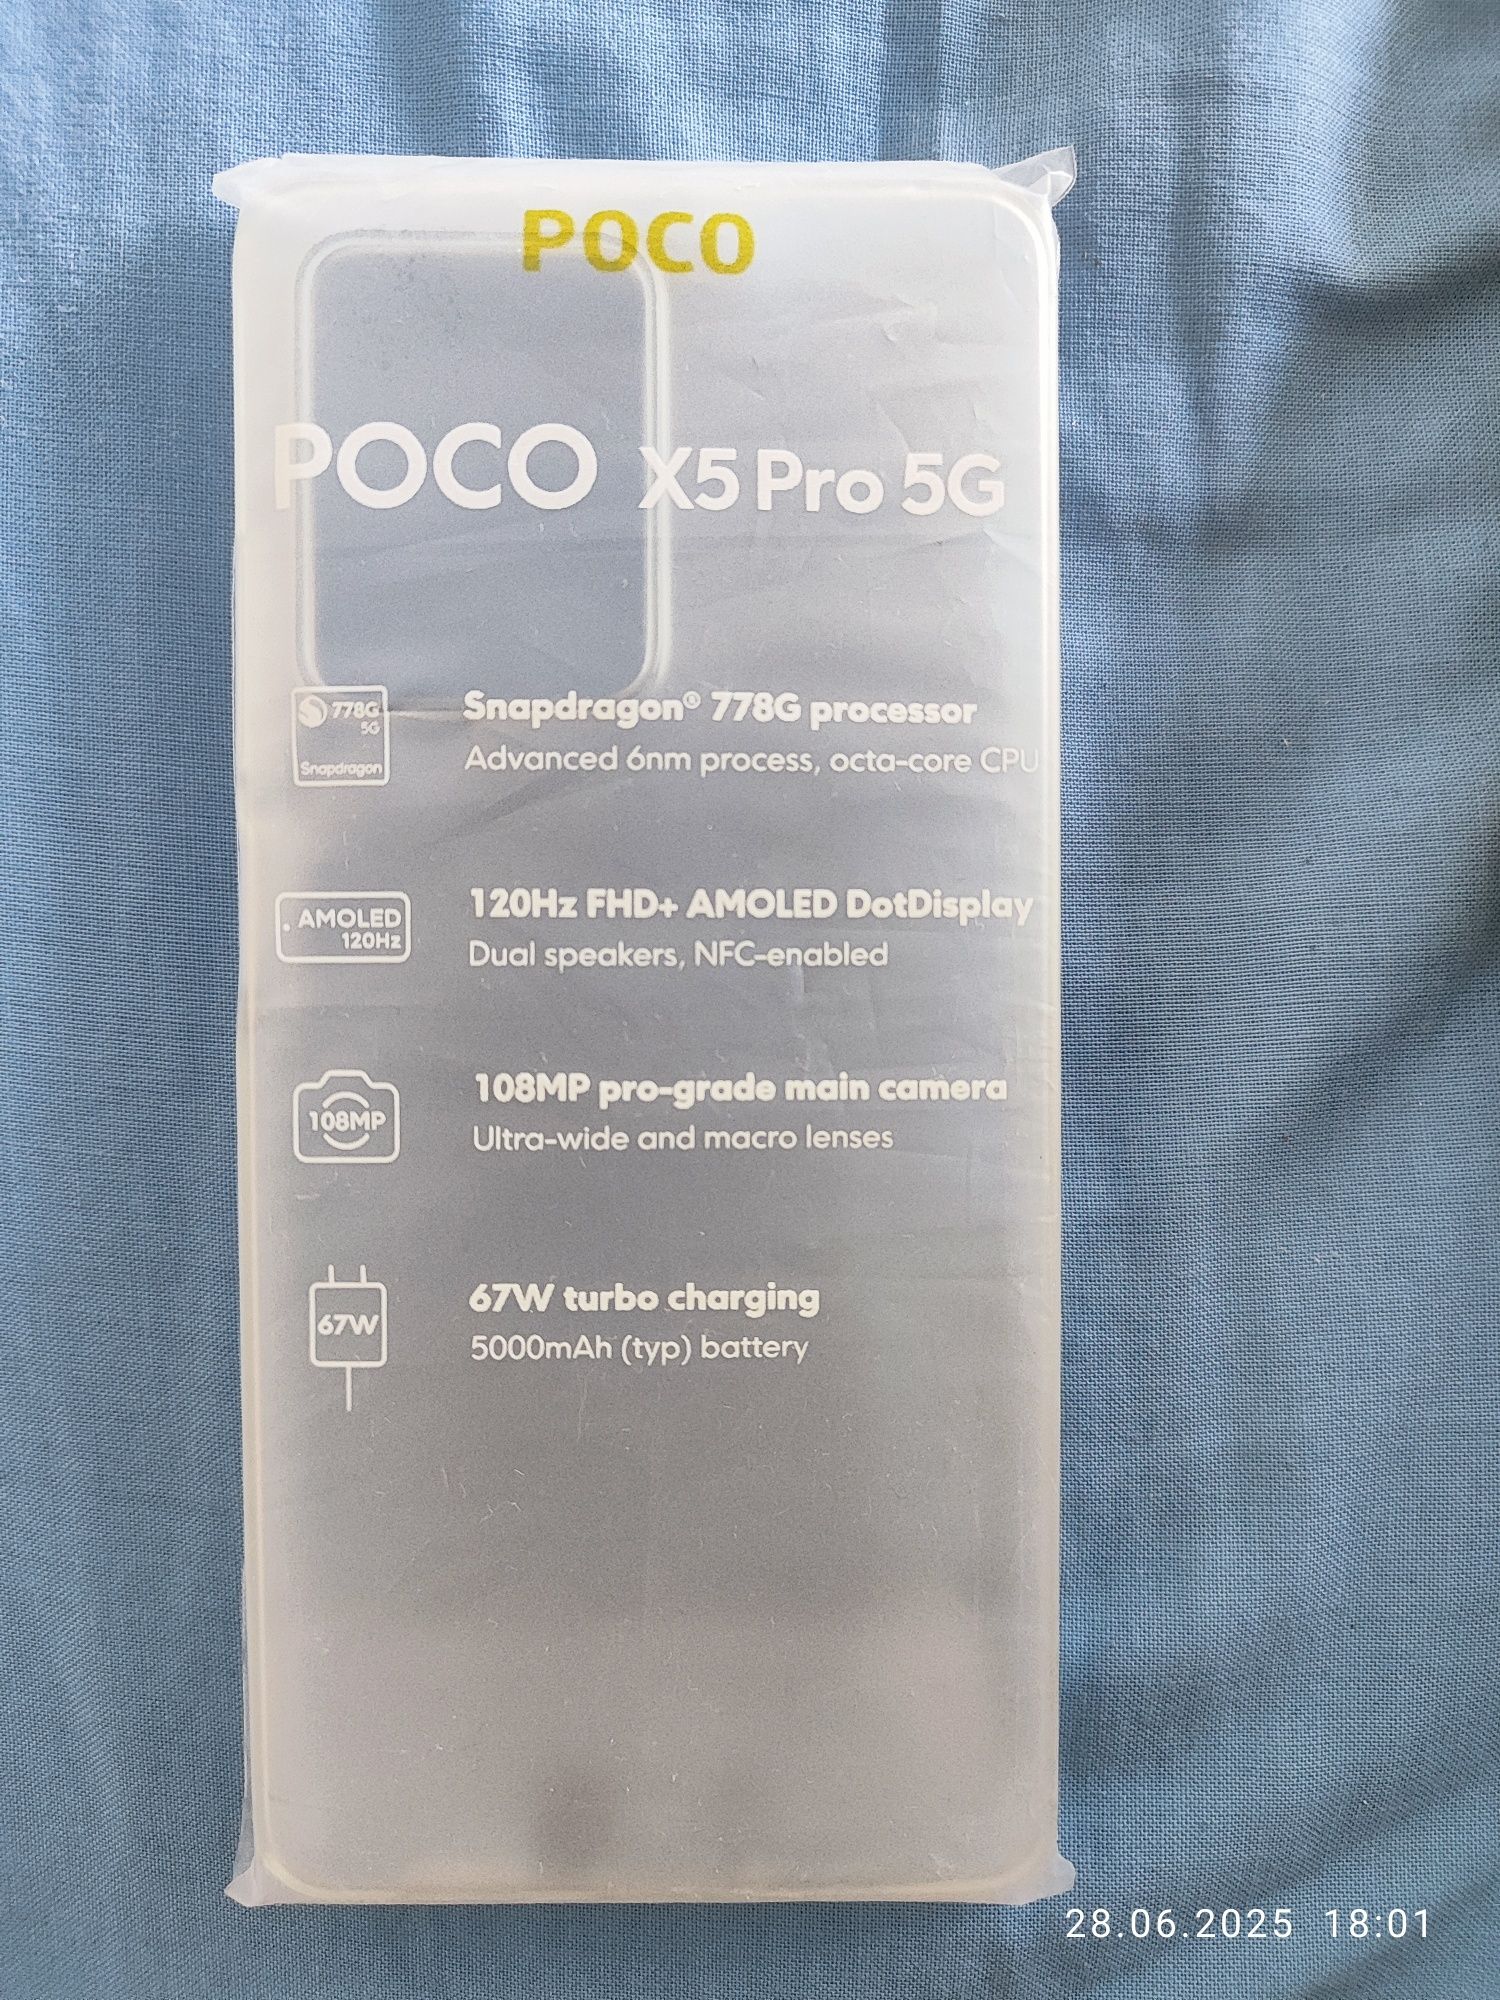 POCO
POCO X5 Pro 5G
778G
5G
Snapdragon
Snapdragon® 778G processor
Advanced 6nm process, octa-core CPU
AMOLED
120Hz
120Hz FHD+ AMOLED DotDisplay
Dual speakers, NFC-enabled
108MP
108MP pro-grade main camera
Ultra-wide and macro lenses
67W
67W turbo charging
5000mAh (typ) battery
28.06.2025 18:01